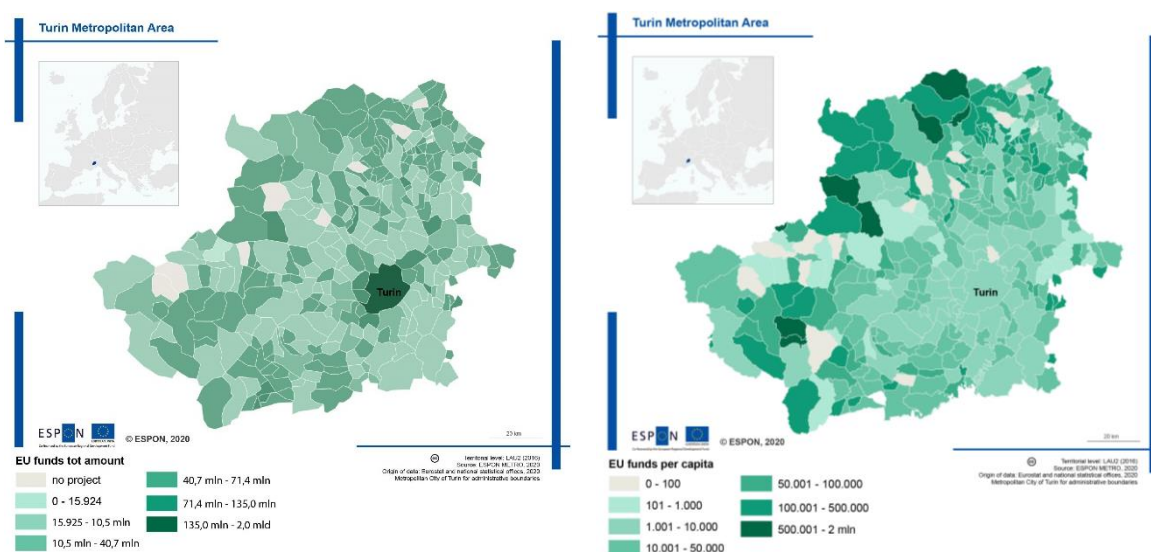 Turin Metropolitan Area
Turin
ESPON
© ESPON, 2020
20 km
Territorial level: LAU2 (2016)
Source: ESPON METRO, 2020
Origin of data: Eurostat and national statistical offices, 2020
Metropolitan City of Turin for administrative boundaries
EU funds tot amount
no project
0 - 15.924
15.925 - 10,5 mln
10,5 mln - 40,7 mln
40,7 mln - 71,4 mln
71,4 mln - 135,0 mln
135,0 mln - 2,0 mld
Turin Metropolitan Area
Turin
ESPON
© ESPON, 2020
20 km
Territorial level: LAU2 (2016)
Source: ESPON METRO, 2020
Origin of data: Eurostat and national statistical offices, 2020
Metropolitan City of Turin for administrative boundaries
EU funds per capita
0 - 100
101 - 1.000
1.001 - 10.000
10.001 - 50.000
50.001 - 100.000
100.001 - 500.000
500.001 - 2 mln